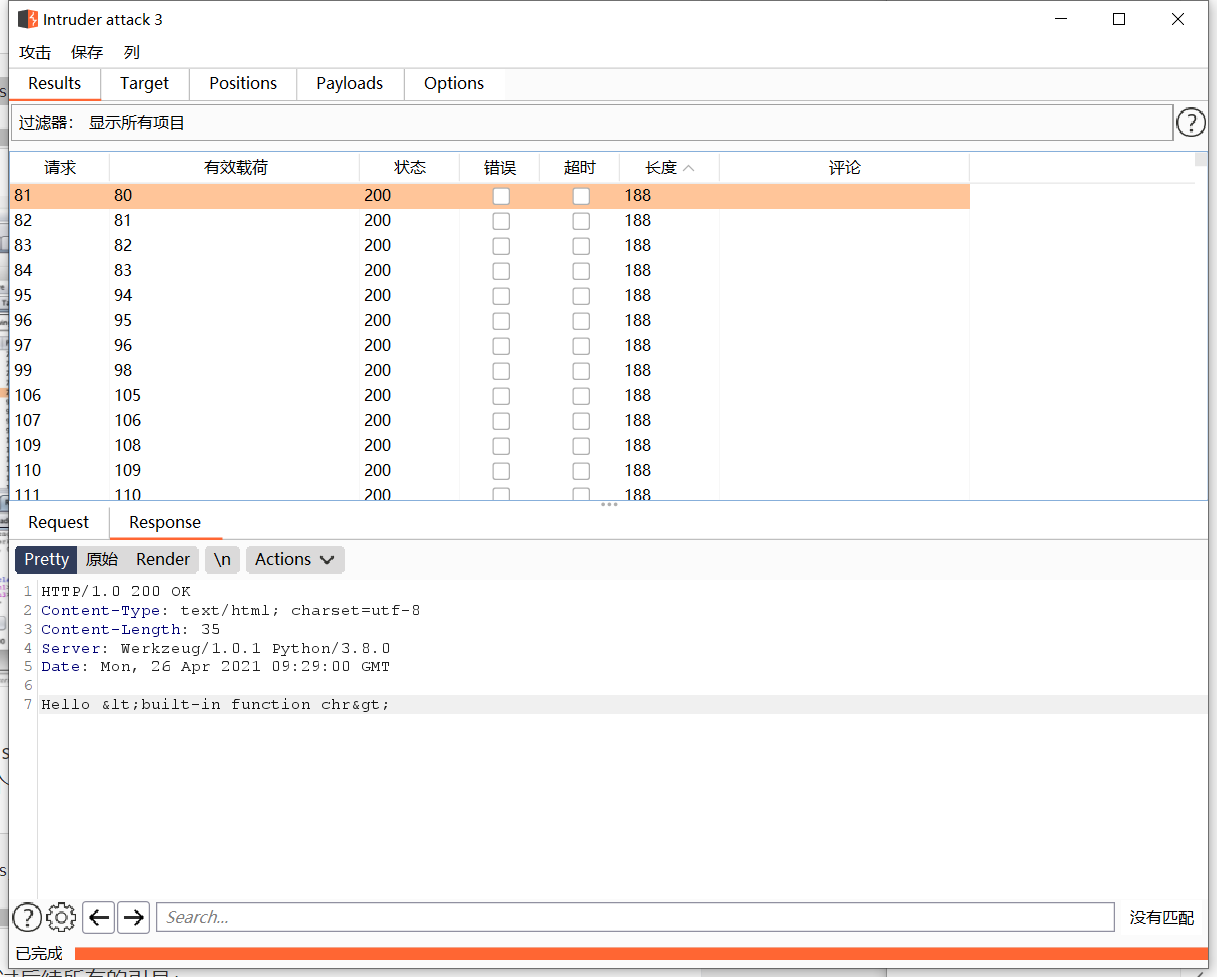 Intruder attack 3
攻击 保存 列
Results Target Positions Payloads Options
过滤器: 显示所有项目
请求 有效载荷 状态 错误 超时 长度 评论
81 80 200 188
82 81 200 188
83 82 200 188
84 83 200 188
95 94 200 188
96 95 200 188
97 96 200 188
99 98 200 188
106 105 200 188
107 106 200 188
109 108 200 188
110 109 200 188
111 110 200 188
Request Response
Pretty 原始 Render \n Actions
1 HTTP/1.0 200 OK
2 Content-Type: text/html; charset=utf-8
3 Content-Length: 35
4 Server: Werkzeug/1.0.1 Python/3.8.0
5 Date: Mon, 26 Apr 2021 09:29:00 GMT
6
7 Hello &lt;built-in function chr&gt;
Search... 没有匹配
已完成